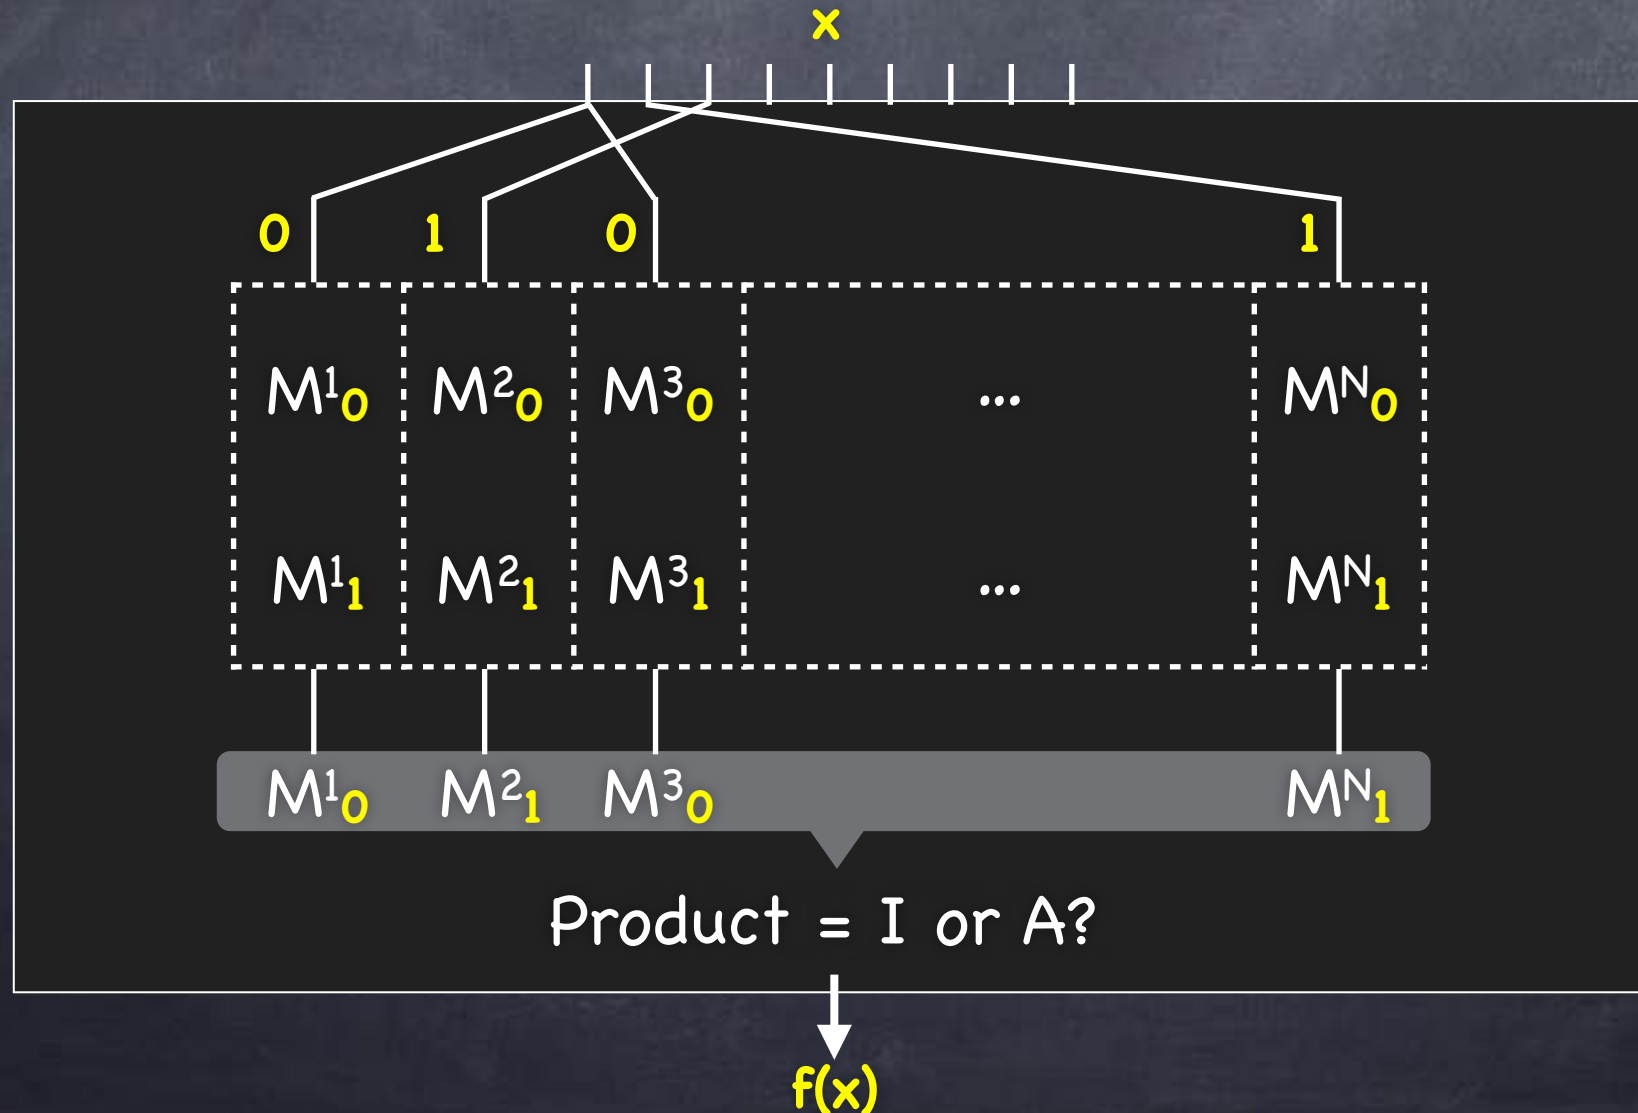 x
0 1 0 1
M¹₀ M²₀ M³₀ ... Mᴺ₀
M¹₁ M²₁ M³₁ ... Mᴺ₁
M¹₀ M²₁ M³₀ Mᴺ₁
Product = I or A?
f(x)